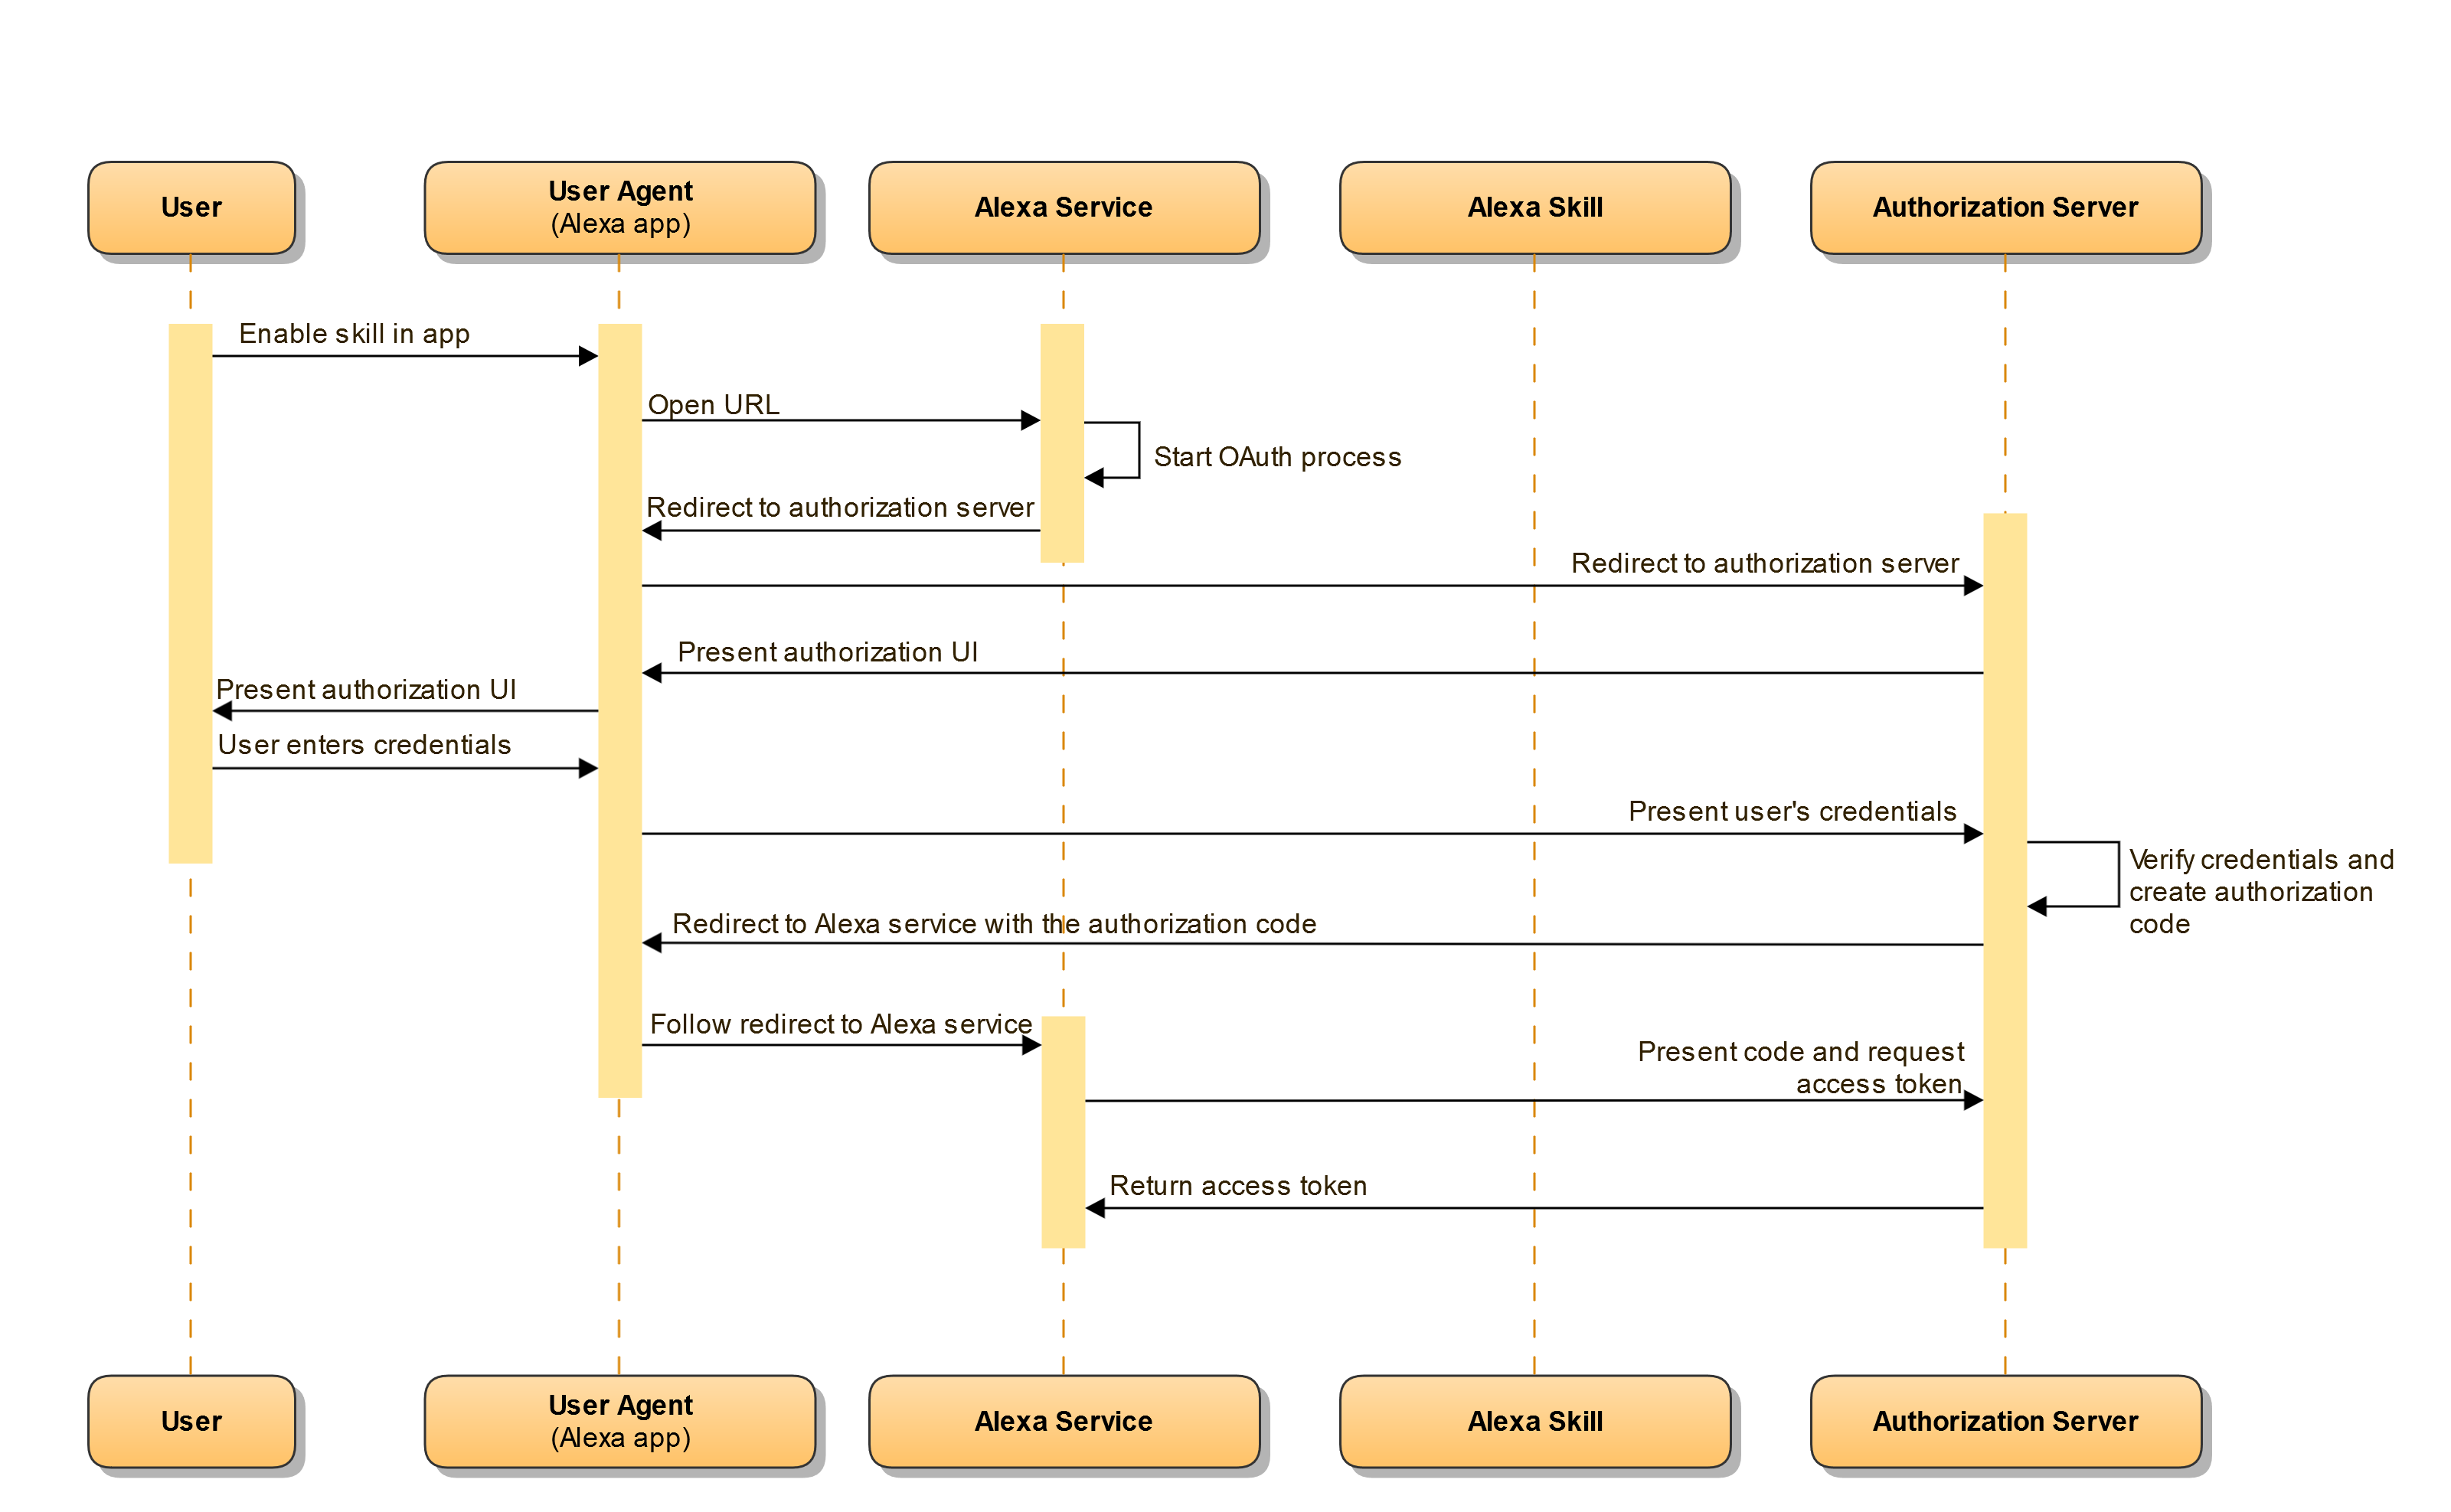 User
User Agent
(Alexa app)
Alexa Service
Alexa Skill
Authorization Server
Enable skill in app
Open URL
Start OAuth process
Redirect to authorization server
Redirect to authorization server
Present authorization UI
Present authorization UI
User enters credentials
Present user's credentials
Verify credentials and
create authorization
code
Redirect to Alexa service with the authorization code
Follow redirect to Alexa service
Present code and request
access token
Return access token
User
User Agent
(Alexa app)
Alexa Service
Alexa Skill
Authorization Server